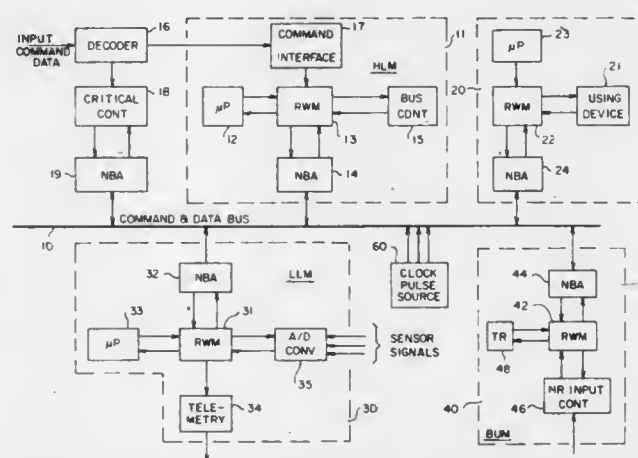 INPUT
COMMAND
DATA
DECODER
16
COMMAND
INTERFACE
17
11
HLM
CRITICAL
CONT
18
µP
12
RWM
13
BUS
CONT
15
NBA
19
NBA
14
µP
23
20
21
RWM
22
USING
DEVICE
NBA
24
COMMAND & DATA BUS
10
60
CLOCK
PULSE
SOURCE
32
NBA
LLM
33
µP
31
RWM
A/D
CONV
35
SENSOR
SIGNALS
TELE-
METRY
34
30
44
NBA
42
RWM
TR
48
MR INPUT
CONT
46
40
BUM